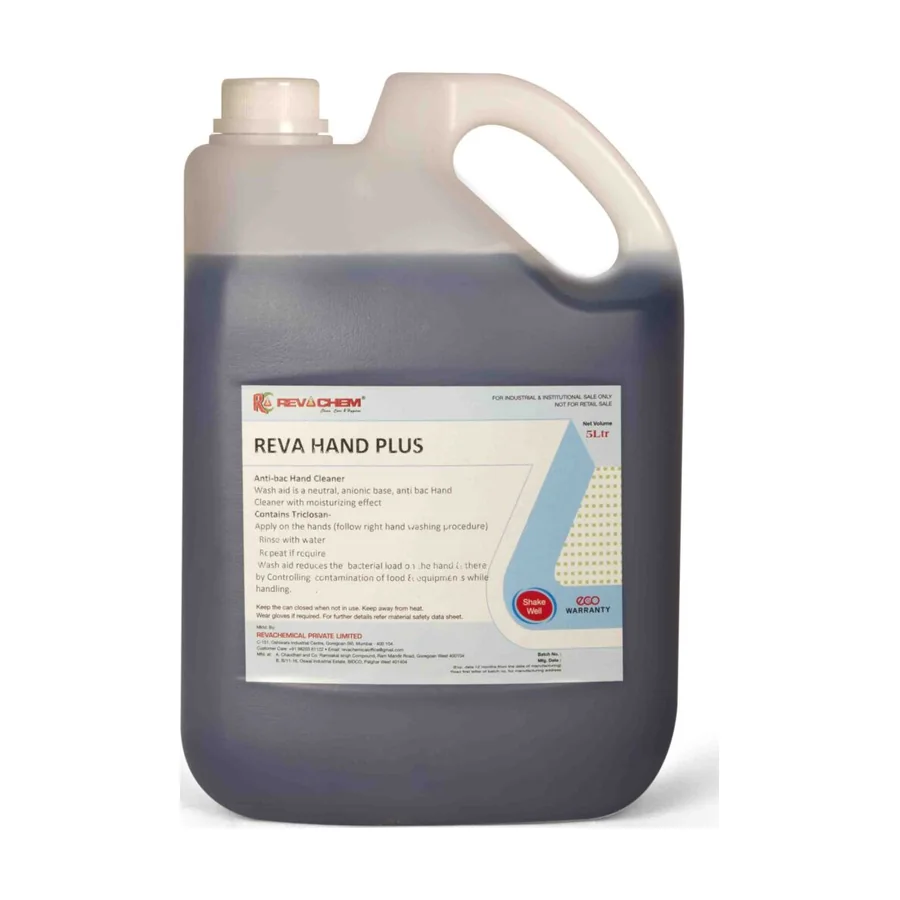 REVACHEM®
FOR INDUSTRIAL & INSTITUTIONAL SALE ONLY
NOT FOR RETAIL SALE
Net Volume
5Ltr
REVA HAND PLUS
Anti-bac Hand Cleaner
Wash aid is a neutral, anionic base, anti bac Hand
Cleaner with moisturizing effect
Contains Triclosan-
Apply on the hands (follow right hand washing procedure)
Rinse with water
Repeat if require
Wash aid reduces the bacterial load on the hand is there
by Controlling contamination of food & equipments while
handling.
Shake
Well
eco
WARRANTY
Keep the can closed when not in use. Keep away from heat.
Wear gloves if required. For further details refer material safety data sheet.
REVACHEMICAL PRIVATE LIMITED
Batch No. :
Mfg. Date :